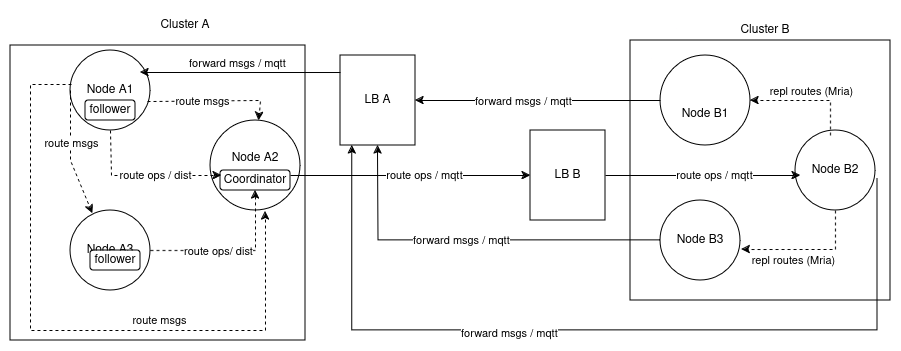 Cluster A
Cluster B
forward msgs / mqtt
Node A1
follower
route msgs
LB A
forward msgs / mqtt
repl routes (Mria)
Node B1
route msgs
Node A2
Coordinator
route ops / dist
route ops / mqtt
LB B
route ops / mqtt
Node B2
Node A3
follower
route ops/ dist
forward msgs / mqtt
Node B3
repl routes (Mria)
route msgs
forward msgs / mqtt